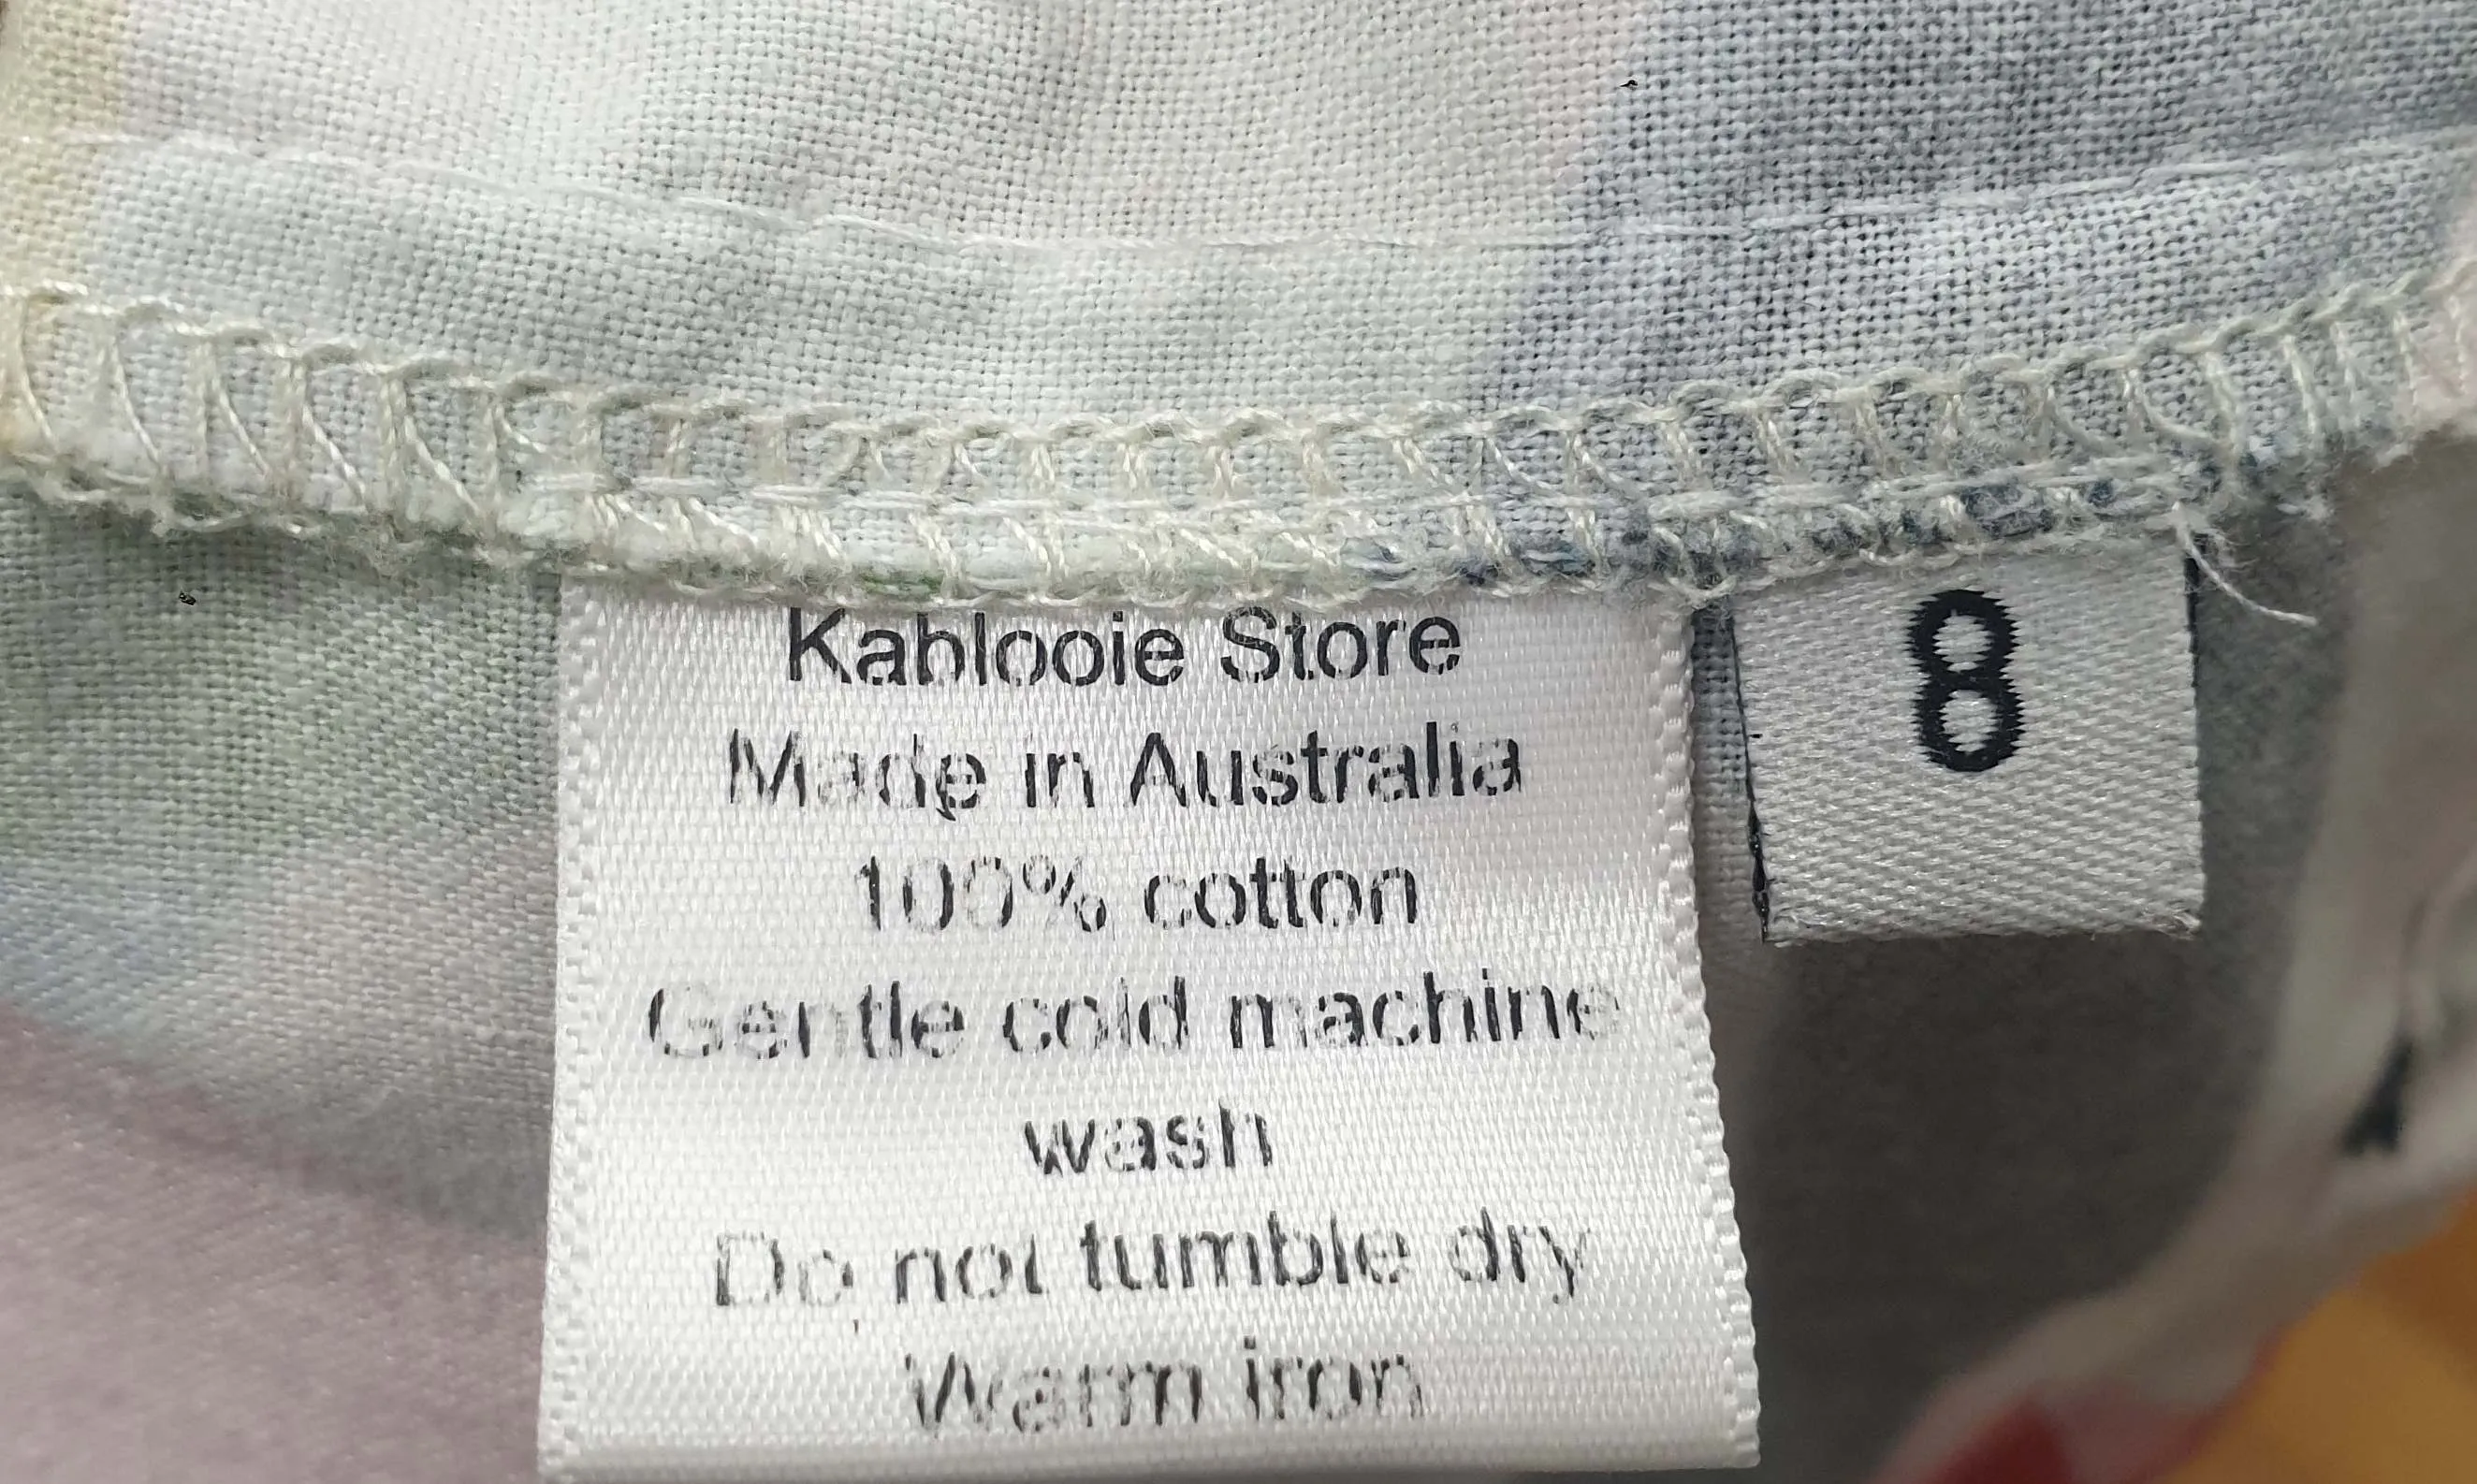 Kablooie Store
8
Made in Australia
100% cotton
Gentle cold machine
wash
Do not tumble dry
Warm iron